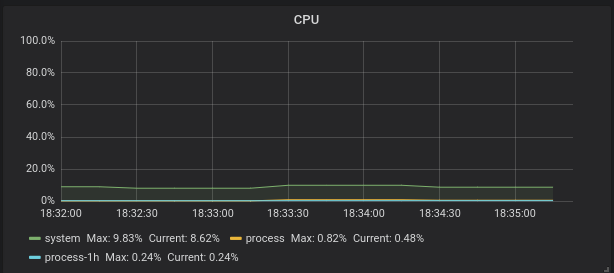 CPU
100.0%
80.0%
60.0%
40.0%
20.0%
0%
18:32:00 18:32:30 18:33:00 18:33:30 18:34:00 18:34:30 18:35:00
system Max: 9.83% Current: 8.62% process Max: 0.82% Current: 0.48%
process-1h Max: 0.24% Current: 0.24%